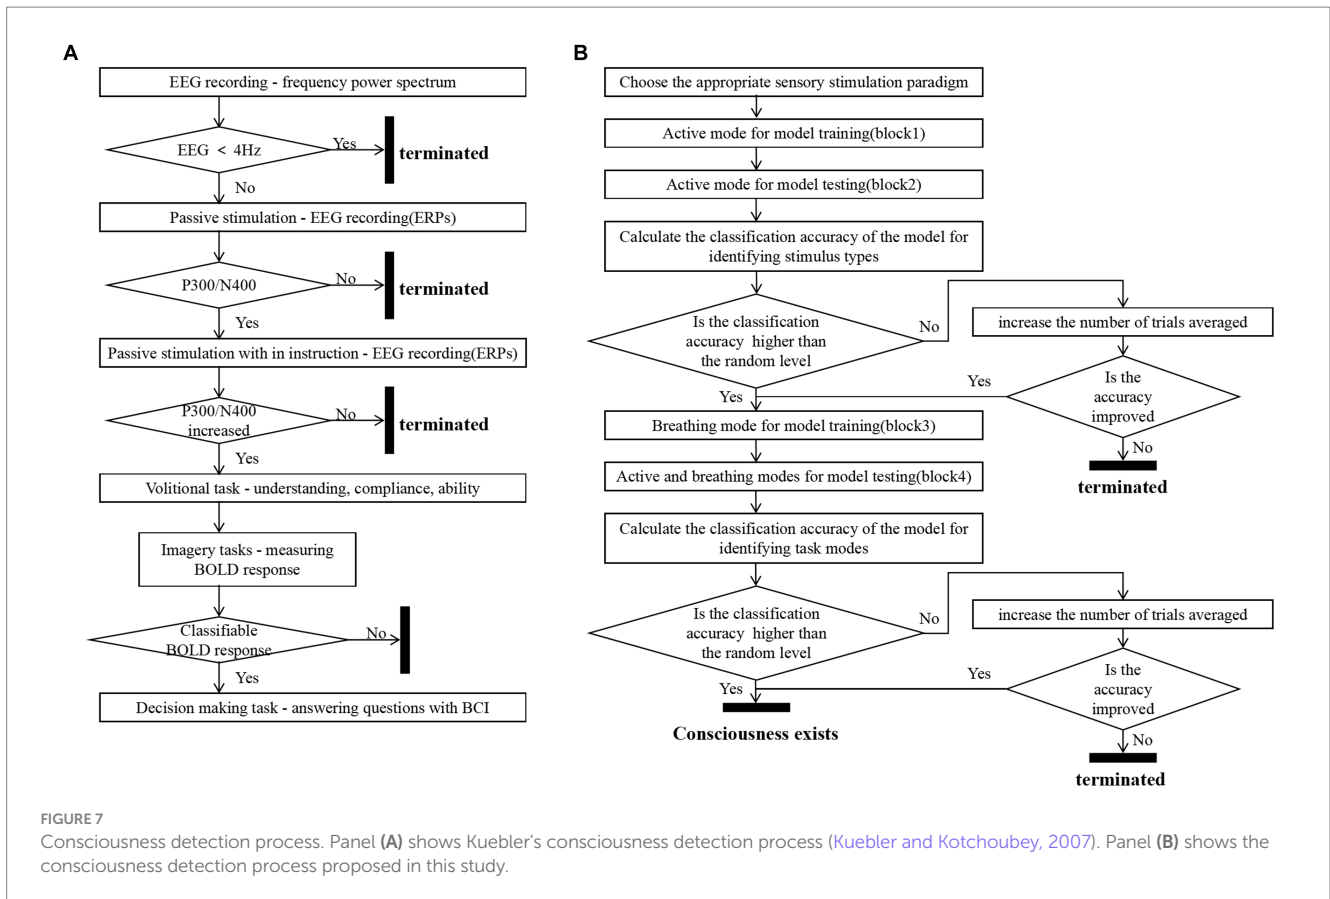 A
EEG recording - frequency power spectrum
EEG < 4Hz
Yes
terminated
No
Passive stimulation - EEG recording(ERPs)
P300/N400
No
terminated
Yes
Passive stimulation with in instruction - EEG recording(ERPs)
P300/N400
increased
No
terminated
Yes
Volitional task - understanding, compliance, ability
Imagery tasks - measuring
BOLD response
Classifiable
BOLD response
No
Yes
Decision making task - answering questions with BCI
B
Choose the appropriate sensory stimulation paradigm
Active mode for model training(block1)
Active mode for model testing(block2)
Calculate the classification accuracy of the model for
identifying stimulus types
Is the classification
accuracy higher than
the random level
No
increase the number of trials averaged
Is the
accuracy
improved
Yes
No
terminated
Yes
Breathing mode for model training(block3)
Active and breathing modes for model testing(block4)
Calculate the classification accuracy of the model for
identifying task modes
Is the classification
accuracy higher than
the random level
No
increase the number of trials averaged
Is the
accuracy
improved
Yes
No
terminated
Yes
Consciousness exists
FIGURE 7
Consciousness detection process. Panel (A) shows Kuebler's consciousness detection process (Kuebler and Kotchoubey, 2007). Panel (B) shows the
consciousness detection process proposed in this study.